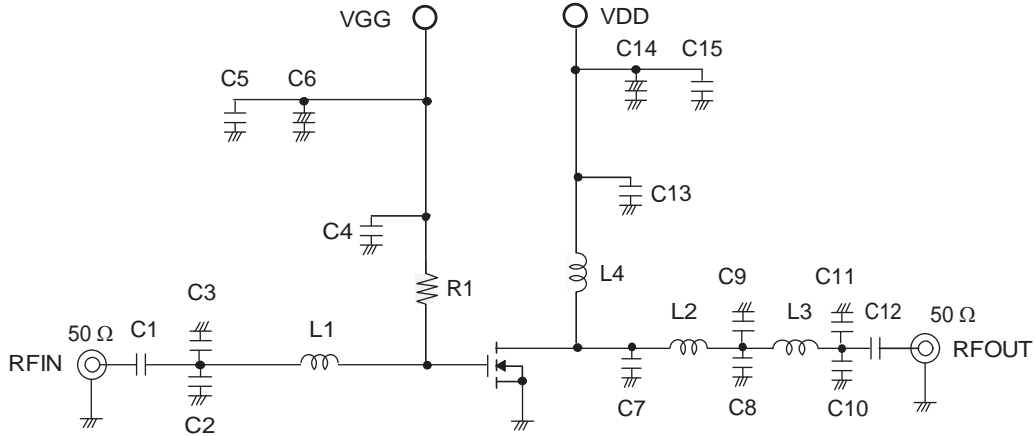 VGG
VDD
C14 C15
C5 C6
C13
C4
L4
R1
C9 C11
C3
L2 L3 C12 50 Ω
50 Ω C1 L1
RFOUT
RFIN
C7 C8 C10
C2